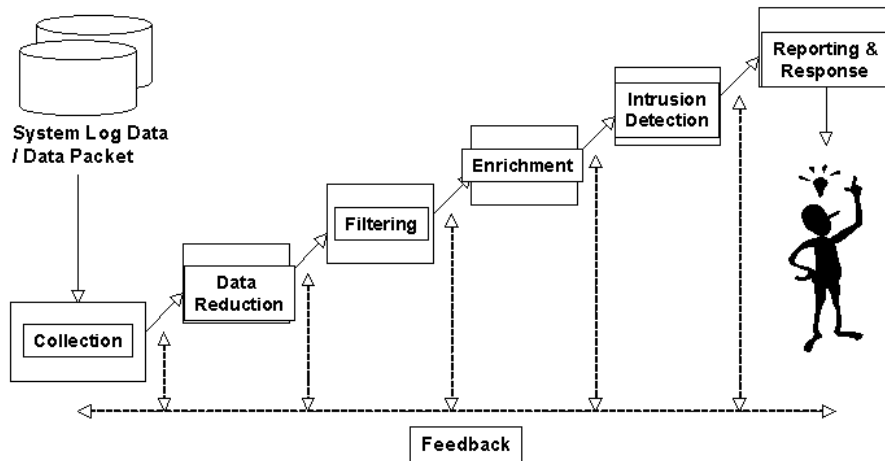 System Log Data
/ Data Packet
Collection
Data
Reduction
Filtering
Enrichment
Intrusion
Detection
Reporting &
Response
Feedback